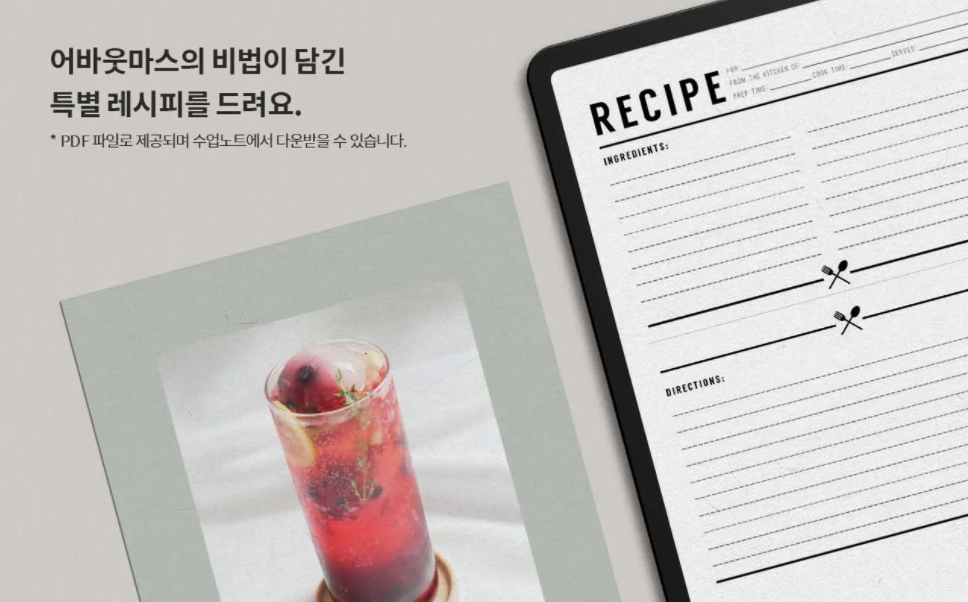 어바웃마스의 비법이 담긴
특별 레시피를 드려요.
* PDF 파일로 제공되며 수업노트에서 다운받을 수 있습니다.
RECIPE
FOR:
FROM THE KITCHEN OF:
PREP TIME: COOK TIME: SERVES:
INGREDIENTS:
DIRECTIONS: